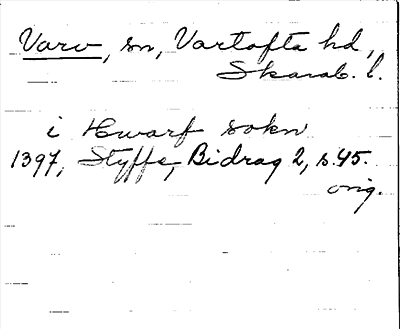 Varv, sn, Vartofta hd,
Skarab. l.
i Hwarf sokn
1397, Styffe, Bidrag 2, s. 45.
orig.